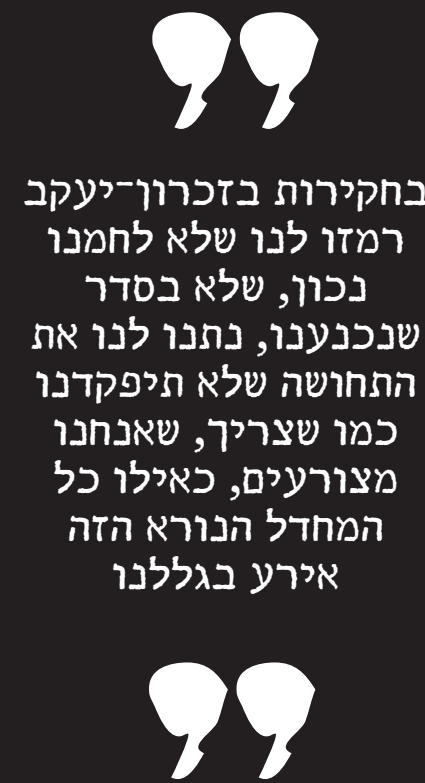 בחקירות בזכרון־יעקב
רמזו לנו שלא לחמנו
נכון, שלא בסדר
שנכנענו, נתנו לנו את
התחושה שלא תיפקדנו
כמו שצריך, שאנחנו
מצורעים, כאילו כל
המחדל הנורא הזה
אירע בגללנו